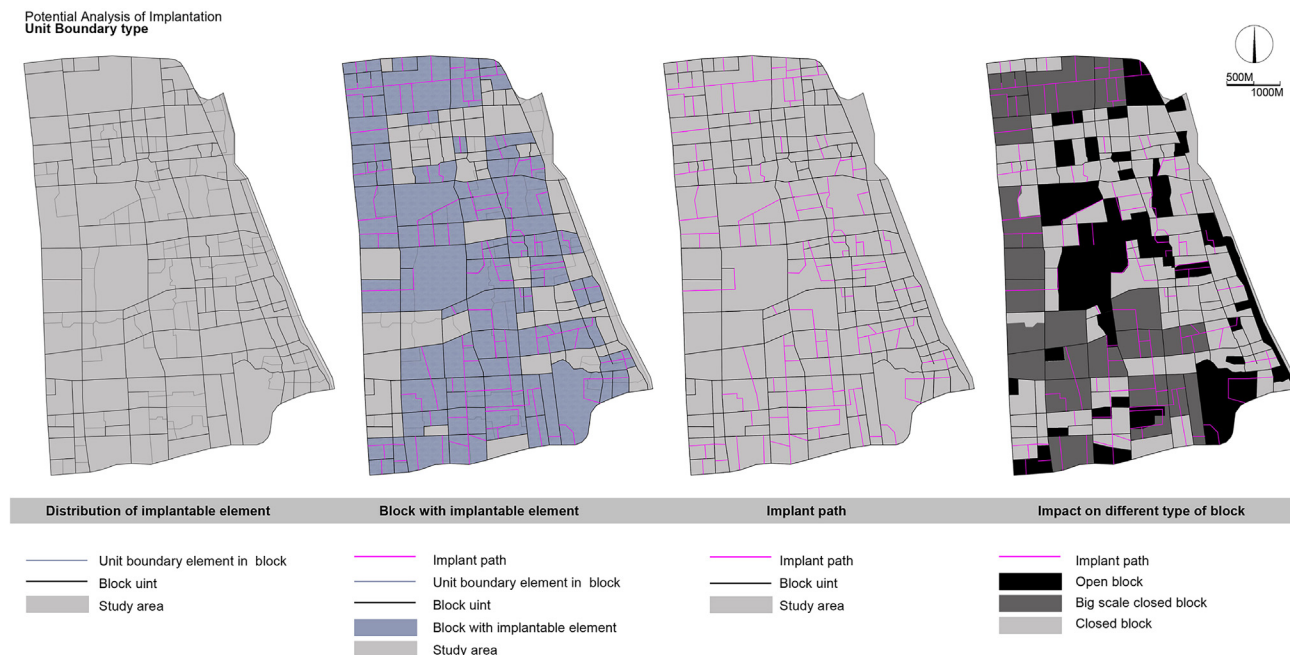 Potential Analysis of Implantation
Unit Boundary type
500M
1000M
Distribution of implantable element
Block with implantable element
Implant path
Impact on different type of block
Unit boundary element in block
Block uint
Study area
Implant path
Unit boundary element in block
Block uint
Block with implantable element
Study area
Implant path
Block uint
Study area
Implant path
Open block
Big scale closed block
Closed block